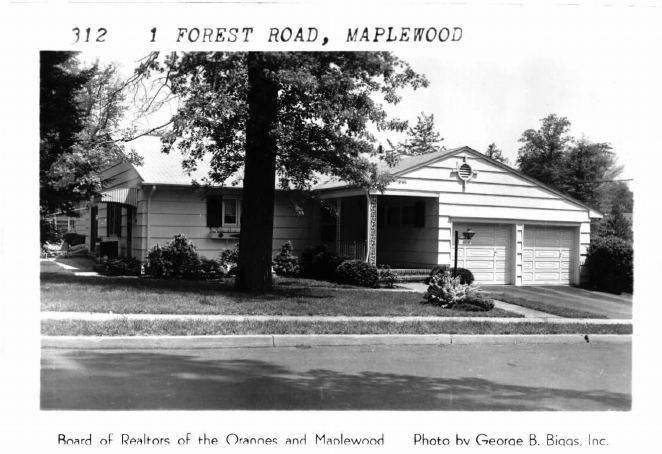 312 1 FOREST ROAD, MAPLEWOOD
Board of Realtors of the Oranges and Maplewood Photo by George B. Biggs, Inc.